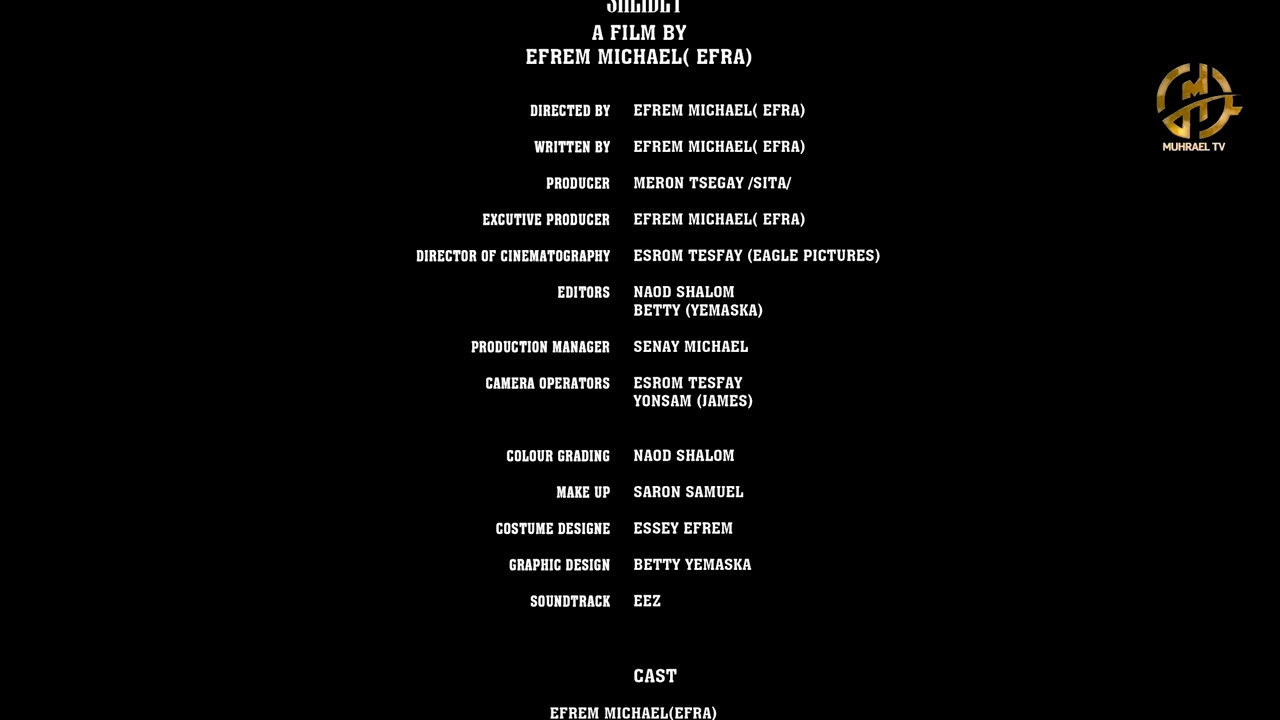 A FILM BY
EFREM MICHAEL( EFRA)
DIRECTED BY EFREM MICHAEL( EFRA)
WRITTEN BY EFREM MICHAEL( EFRA)
PRODUCER MERON TSEGAY /SITA/
EXCUTIVE PRODUCER EFREM MICHAEL( EFRA)
DIRECTOR OF CINEMATOGRAPHY ESROM TESFAY (EAGLE PICTURES)
EDITORS NAOD SHALOM
BETTY (YEMASKA)
PRODUCTION MANAGER SENAY MICHAEL
CAMERA OPERATORS ESROM TESFAY
YONSAM (JAMES)
COLOUR GRADING NAOD SHALOM
MAKE UP SARON SAMUEL
COSTUME DESIGNE ESSEY EFREM
GRAPHIC DESIGN BETTY YEMASKA
SOUNDTRACK EEZ
CAST
EFREM MICHAEL(EFRA)
MUHRAEL TV